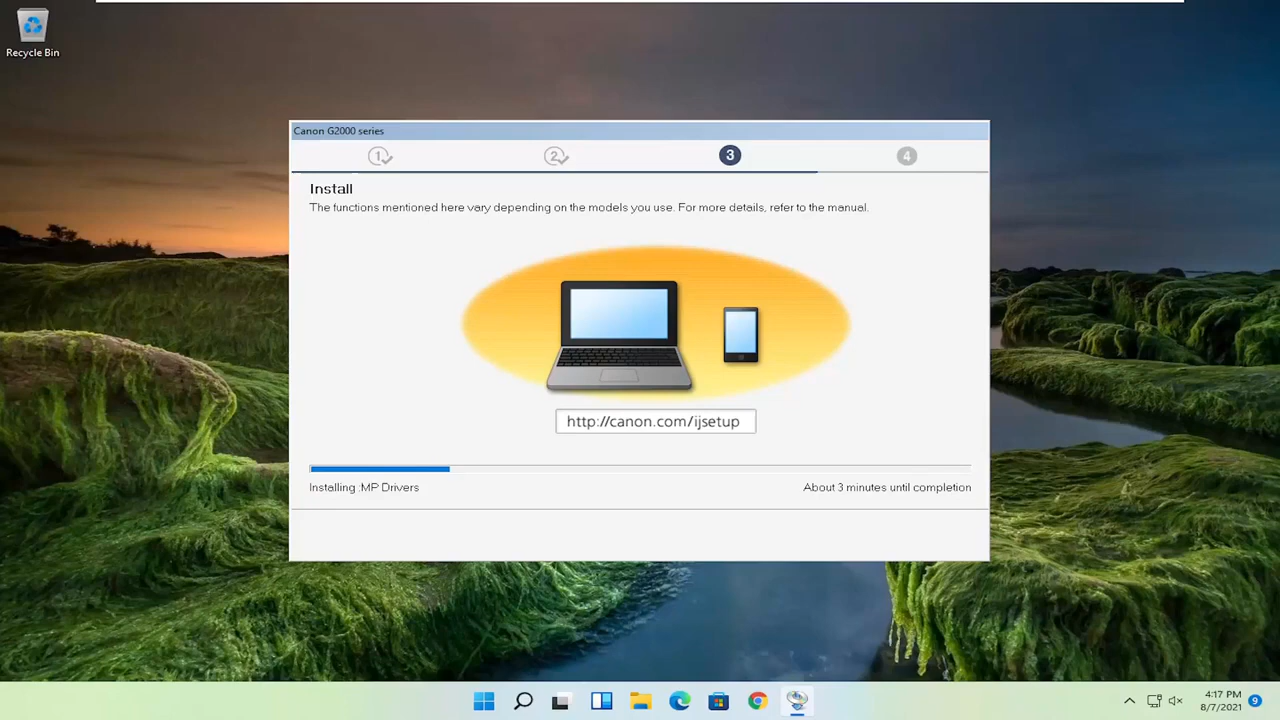 Recycle Bin
Canon G2000 series
1
2
3
4
Install
The functions mentioned here vary depending on the models you use. For more details, refer to the manual.
http://canon.com/ijsetup
Installing :MP Drivers
About 3 minutes until completion
4:17 PM
8/7/2021
9